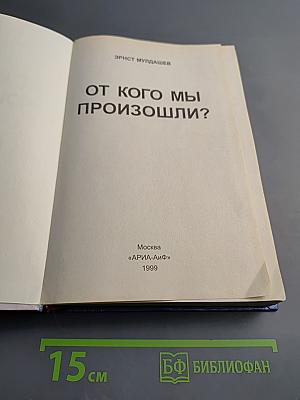 ЭРНСТ МУЛДАШЕВ
ОТ КОГО МЫ
ПРОИЗОШЛИ?
Москва
«АРИА-АиФ»
1999
15 см
БФ БИБЛИОФАН